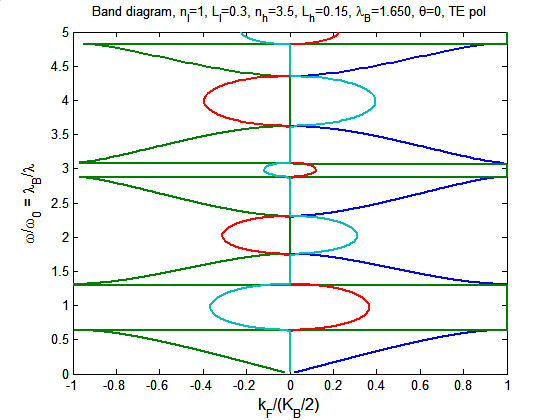 Band diagram, n_l=1, L_l=0.3, n_h=3.5, L_h=0.15, λ_B=1.650, θ=0, TE pol
5
4.5
4
3.5
3
2.5
2
1.5
1
0.5
0
ω/ω_0 = λ_B/λ
-1 -0.8 -0.6 -0.4 -0.2 0 0.2 0.4 0.6 0.8 1
k_F/(K_B/2)